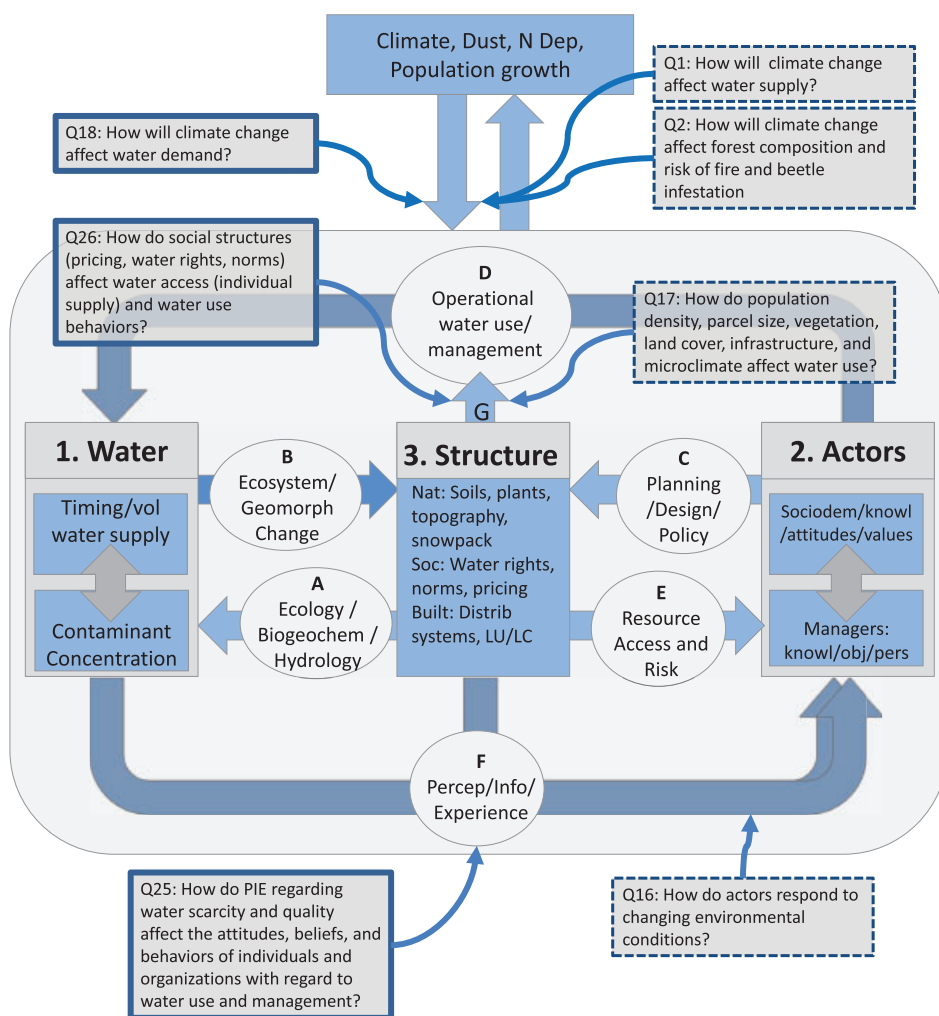 Climate, Dust, N Dep,
Population growth
Q1: How will  climate change
affect water supply?
Q2: How will climate change
affect forest composition and
risk of fire and beetle
infestation
Q18: How will climate change
affect water demand?
Q26: How do social structures
(pricing, water rights, norms)
affect water access (individual
supply) and water use
behaviors?
D
Operational
water use/
management
Q17: How do population
density, parcel size, vegetation,
land cover, infrastructure, and
microclimate affect water use?
G
1. Water
Timing/vol
water supply
Contaminant
Concentration
B
Ecosystem/
Geomorph
Change
A
Ecology /
Biogeochem /
Hydrology
3. Structure
Nat: Soils, plants,
topography,
snowpack
Soc: Water rights,
norms, pricing
Built: Distrib
systems, LU/LC
C
Planning
/Design/
Policy
E
Resource
Access and
Risk
2. Actors
Sociodem/knowl
/attitudes/values
Managers:
knowl/obj/pers
F
Percep/Info/
Experience
Q25: How do PIE regarding
water scarcity and quality
affect the attitudes, beliefs, and
behaviors of individuals and
organizations with regard to
water use and management?
Q16: How do actors respond to
changing environmental
conditions?